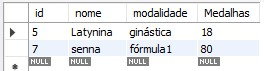 id nome modalidade Medalhas
5 Latynina ginástica 18
7 senna fórmula1 80
NULL NULL NULL NULL